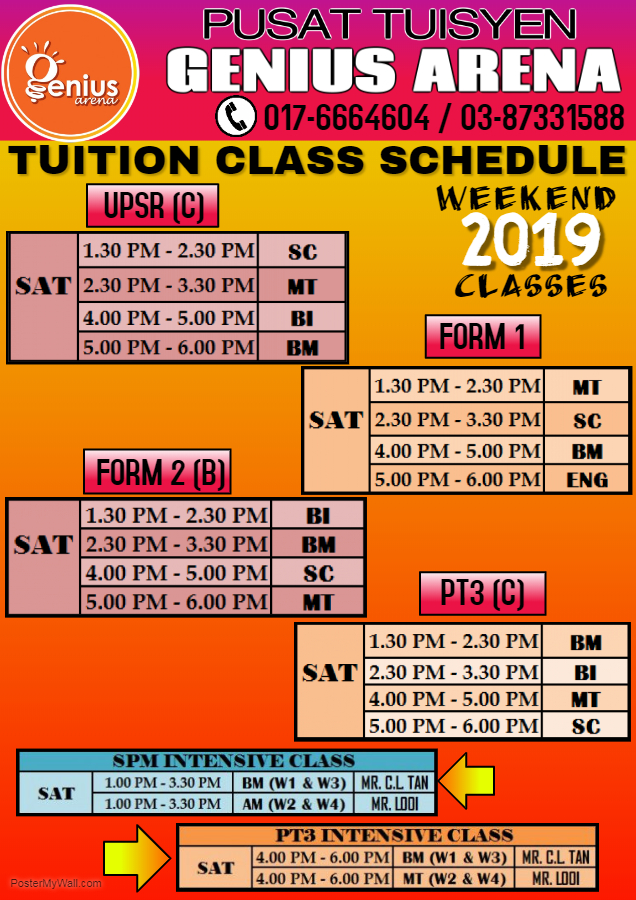 Genius
arena
PUSAT TUISYEN
GENIUS ARENA
017-6664604 / 03-87331588
TUITION CLASS SCHEDULE
WEEKEND
2019
CLASSES
UPSR (C)
SAT
1.30 PM - 2.30 PM SC
2.30 PM - 3.30 PM MT
4.00 PM - 5.00 PM BI
5.00 PM - 6.00 PM BM
FORM 1
SAT
1.30 PM - 2.30 PM MT
2.30 PM - 3.30 PM SC
4.00 PM - 5.00 PM BM
5.00 PM - 6.00 PM ENG
FORM 2 (B)
SAT
1.30 PM - 2.30 PM BI
2.30 PM - 3.30 PM BM
4.00 PM - 5.00 PM SC
5.00 PM - 6.00 PM MT
PT3 (C)
SAT
1.30 PM - 2.30 PM BM
2.30 PM - 3.30 PM BI
4.00 PM - 5.00 PM MT
5.00 PM - 6.00 PM SC
SPM INTENSIVE CLASS
SAT
1.00 PM - 3.30 PM BM (W1 & W3) MR. C.L. TAN
1.00 PM - 3.30 PM AM (W2 & W4) MR. LOOI
PT3 INTENSIVE CLASS
SAT
4.00 PM - 6.00 PM BM (W1 & W3) MR. C.L. TAN
4.00 PM - 6.00 PM MT (W2 & W4) MR. LOOI
PosterMyWall.com